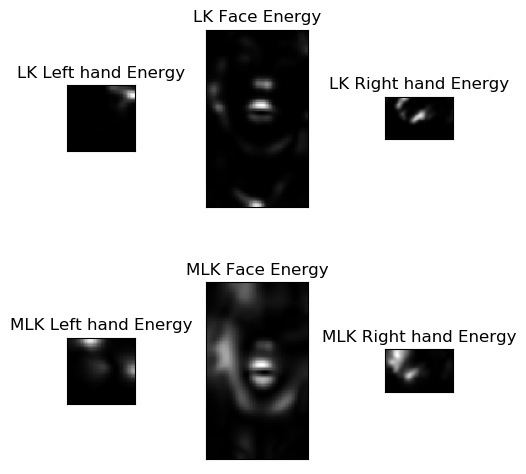 LK Face Energy
LK Left hand Energy
LK Right hand Energy
MLK Face Energy
MLK Left hand Energy
MLK Right hand Energy